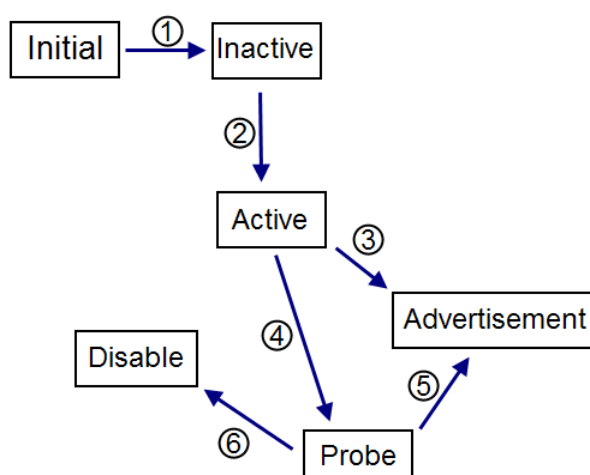 Initial
①
Inactive
②
Active
③
Advertisement
④
Disable
⑤
⑥
Probe